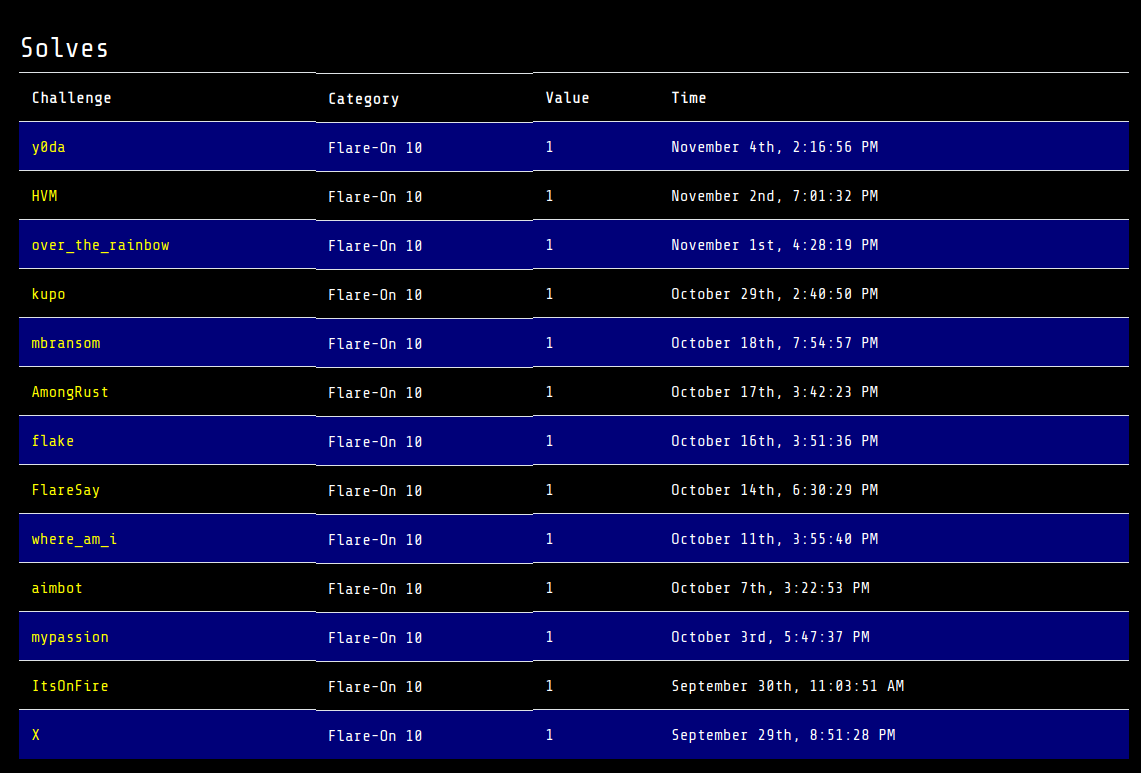 Solves
Challenge Category Value Time
y0da Flare-On 10 1 November 4th, 2:16:56 PM
HVM Flare-On 10 1 November 2nd, 7:01:32 PM
over_the_rainbow Flare-On 10 1 November 1st, 4:28:19 PM
kupo Flare-On 10 1 October 29th, 2:40:50 PM
mbransom Flare-On 10 1 October 18th, 7:54:57 PM
AmongRust Flare-On 10 1 October 17th, 3:42:23 PM
flake Flare-On 10 1 October 16th, 3:51:36 PM
FlareSay Flare-On 10 1 October 14th, 6:30:29 PM
where_am_i Flare-On 10 1 October 11th, 3:55:40 PM
aimbot Flare-On 10 1 October 7th, 3:22:53 PM
mypassion Flare-On 10 1 October 3rd, 5:47:37 PM
ItsOnFire Flare-On 10 1 September 30th, 11:03:51 AM
X Flare-On 10 1 September 29th, 8:51:28 PM